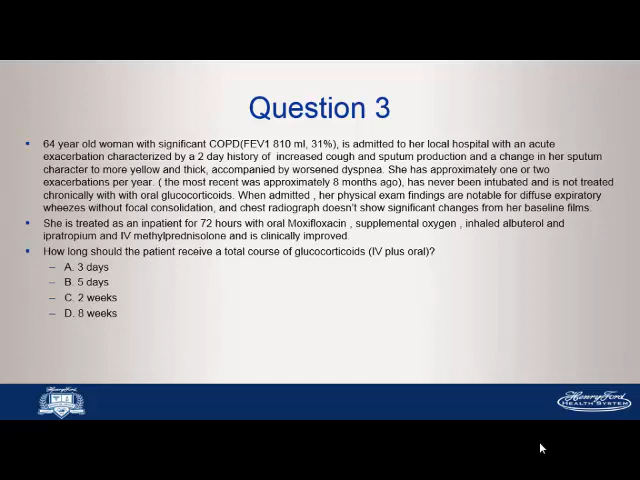 Question 3
64 year old woman with significant COPD(FEV1 810 ml, 31%), is admitted to her local hospital with an acute
exacerbation characterized by a 2 day history of increased cough and sputum production and a change in her sputum
character to more yellow and thick, accompanied by worsened dyspnea. She has approximately one or two
exacerbations per year. ( the most recent was approximately 8 months ago), has never been intubated and is not treated
chronically with with oral glucocorticoids. When admitted , her physical exam findings are notable for diffuse expiratory
wheezes without focal consolidation, and chest radiograph doesn't show significant changes from her baseline films.
She is treated as an inpatient for 72 hours with oral Moxifloxacin , supplemental oxygen , inhaled albuterol and
ipratropium and IV methylprednisolone and is clinically improved.
How long should the patient receive a total course of glucocorticoids (IV plus oral)?
– A. 3 days
– B. 5 days
– C. 2 weeks
– D. 8 weeks
Henry Ford
HEALTH SYSTEM